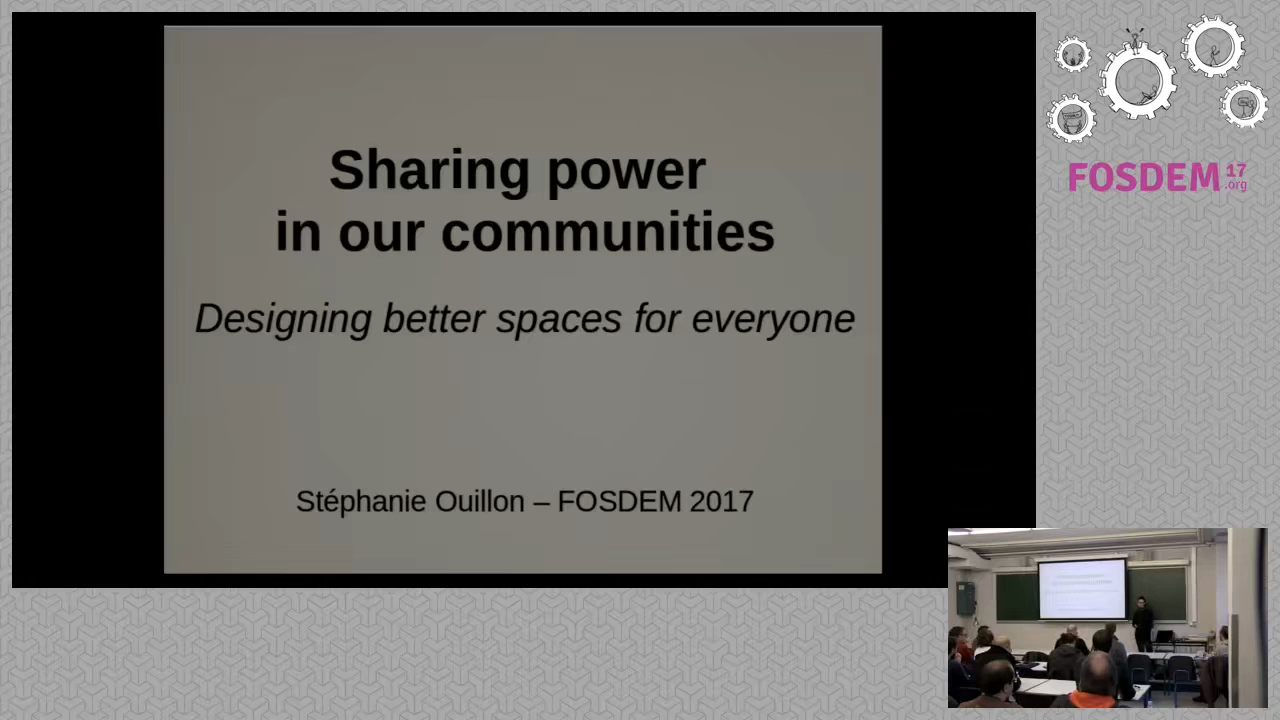 Sharing power
in our communities
Designing better spaces for everyone
Stéphanie Ouillon – FOSDEM 2017
FOSDEM 17
.org